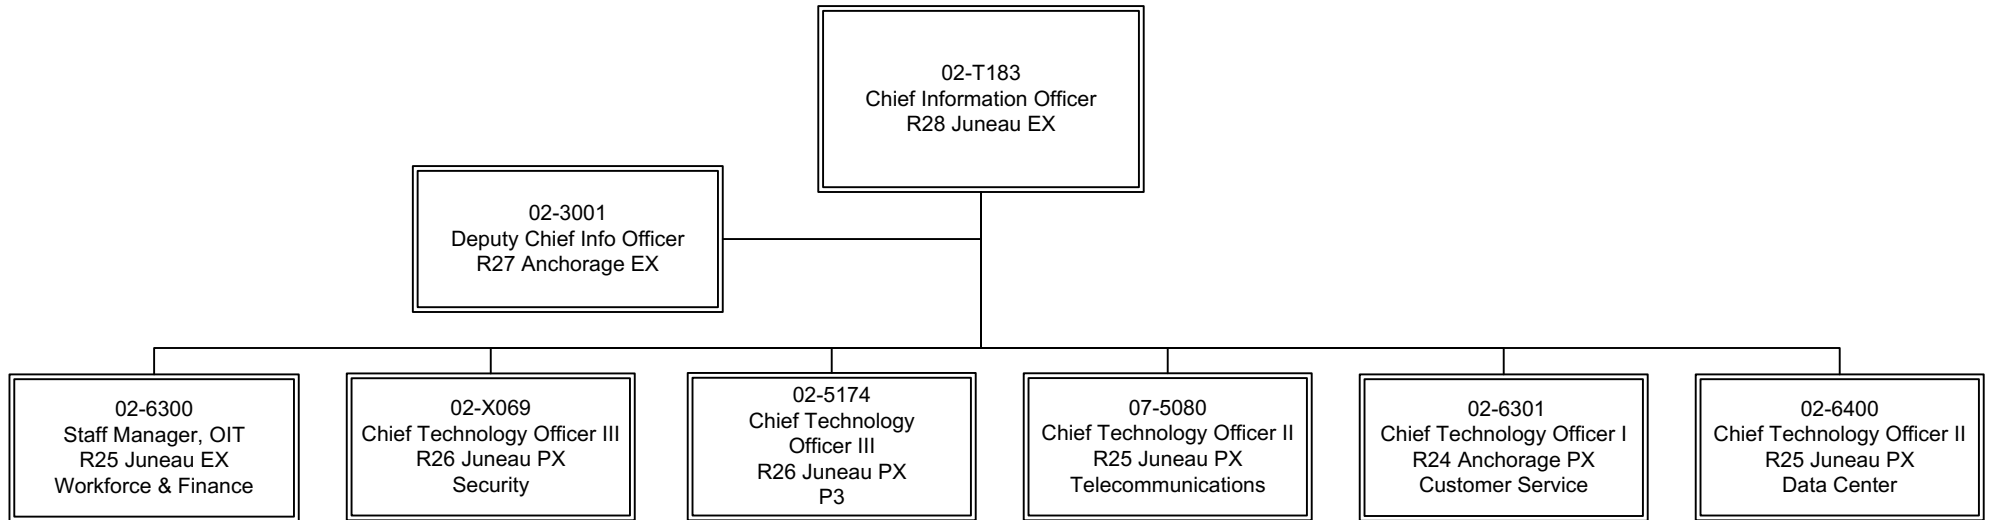 02-T183
Chief Information Officer
R28 Juneau EX
02-3001
Deputy Chief Info Officer
R27 Anchorage EX
02-6300
Staff Manager, OIT
R25 Juneau EX
Workforce & Finance
02-X069
Chief Technology Officer III
R26 Juneau PX
Security
02-5174
Chief Technology
Officer III
R26 Juneau PX
P3
07-5080
Chief Technology Officer II
R25 Juneau PX
Telecommunications
02-6301
Chief Technology Officer I
R24 Anchorage PX
Customer Service
02-6400
Chief Technology Officer II
R25 Juneau PX
Data Center